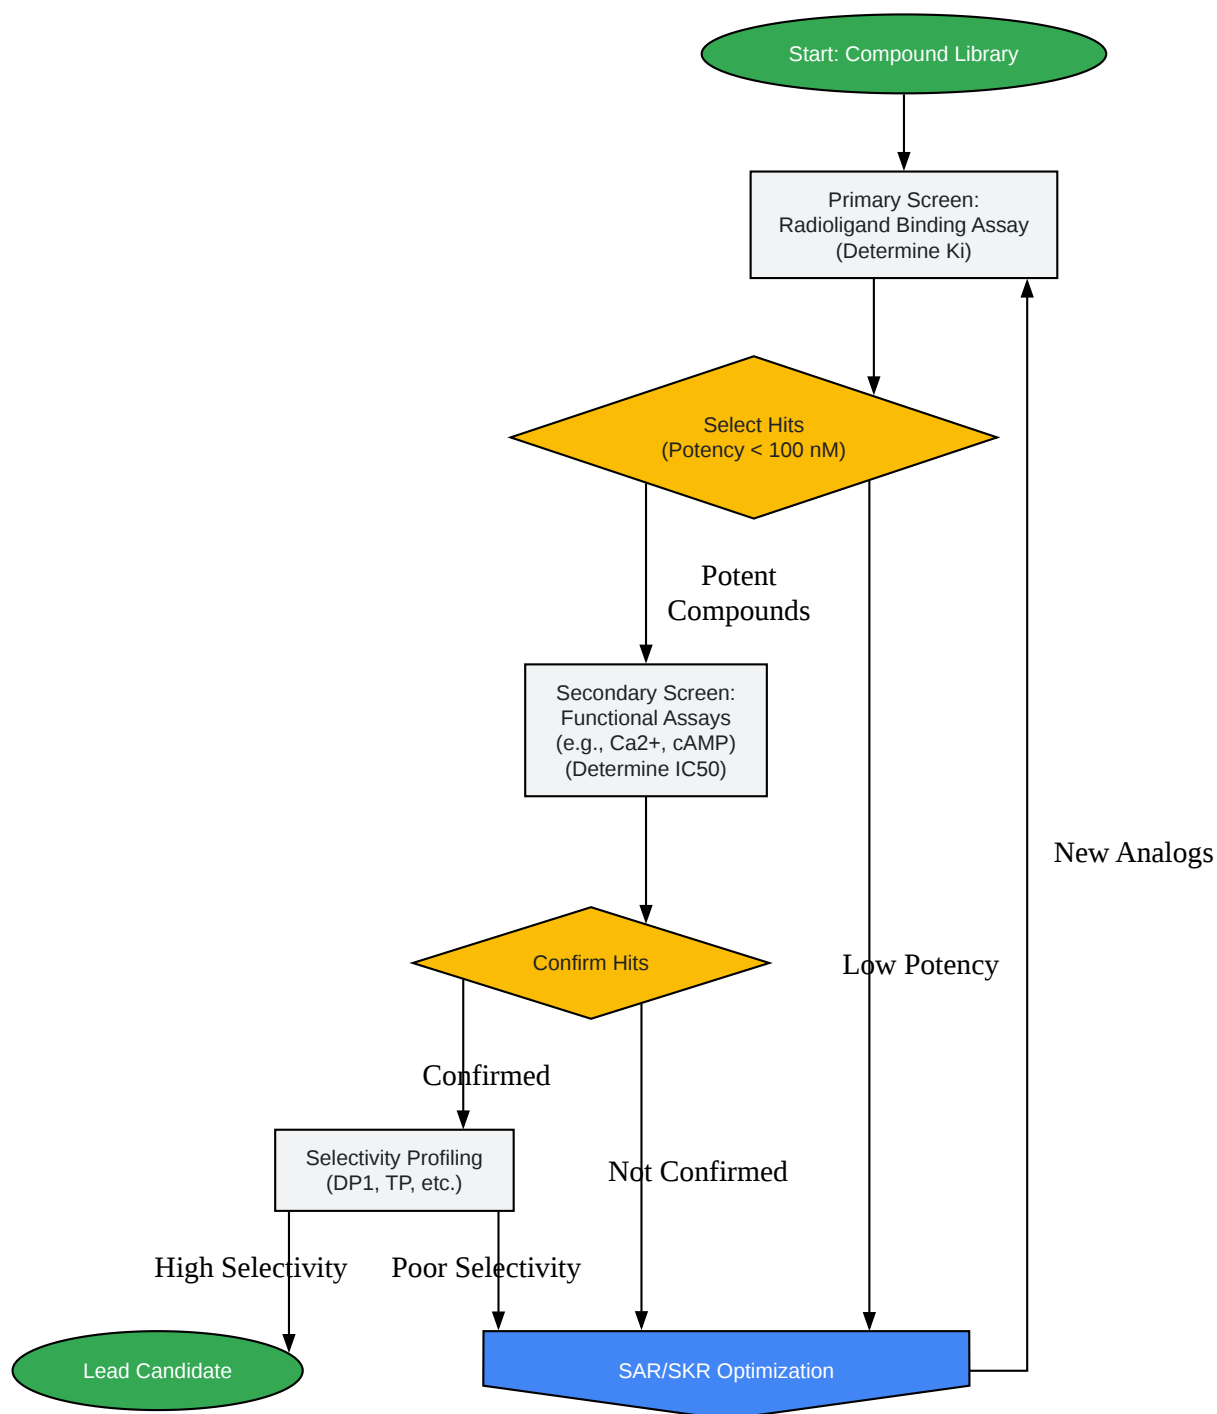 Start: Compound Library
Primary Screen:
Radioligand Binding Assay
(Determine Ki)
Select Hits
(Potency < 100 nM)
Potent
Compounds
Secondary Screen:
Functional Assays
(e.g., Ca2+, cAMP)
(Determine IC50)
New Analogs
Confirm Hits
Low Potency
Confirmed
Selectivity Profiling
(DP1, TP, etc.)
Not Confirmed
High Selectivity
Poor Selectivity
Lead Candidate
SAR/SKR Optimization